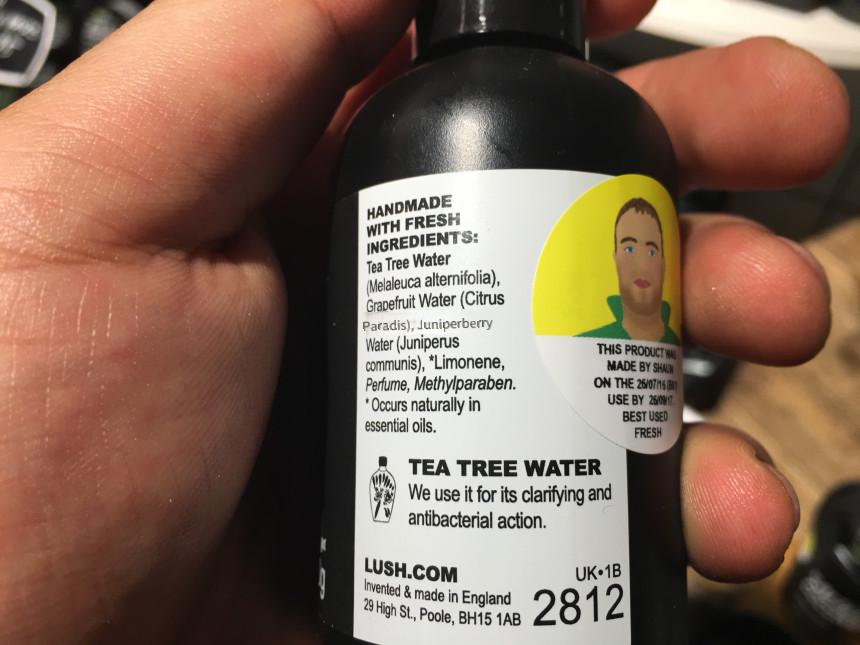 HANDMADE
WITH FRESH
INGREDIENTS:
Tea Tree Water
(Melaleuca alternifolia),
Grapefruit Water (Citrus
Paradis), Juniperberry
Water (Juniperus
communis), *Limonene,
Perfume, Methylparaben.
* Occurs naturally in
essential oils.
THIS PRODUCT WAS
MADE BY SHAUN
ON THE 26/07/16
USE BY 26/09/17
BEST USED
FRESH
TEA TREE WATER
We use it for its clarifying and
antibacterial action.
LUSH.COM
Invented & made in England
29 High St., Poole, BH15 1AB
UK•1B
2812